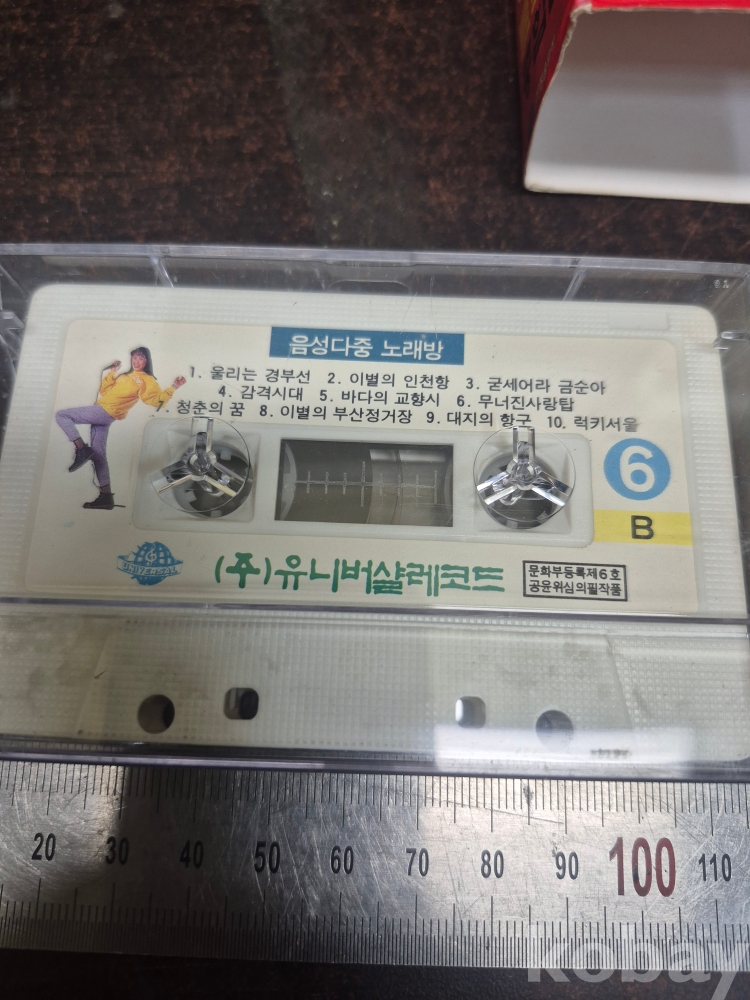 음성다중 노래방
1. 울리는 경부선 2. 이별의 인천항 3. 굳세어라 금순아
4. 감격시대 5. 바다의 교향시 6. 무너진사랑탑
7. 청춘의 꿈 8. 이별의 부산정거장 9. 대지의 항구 10. 럭키서울
6
B
(주)유니버샬레코드
문화부등록제6호
공윤위심의필작품
20 30 40 50 60 70 80 90 100 110
kobay